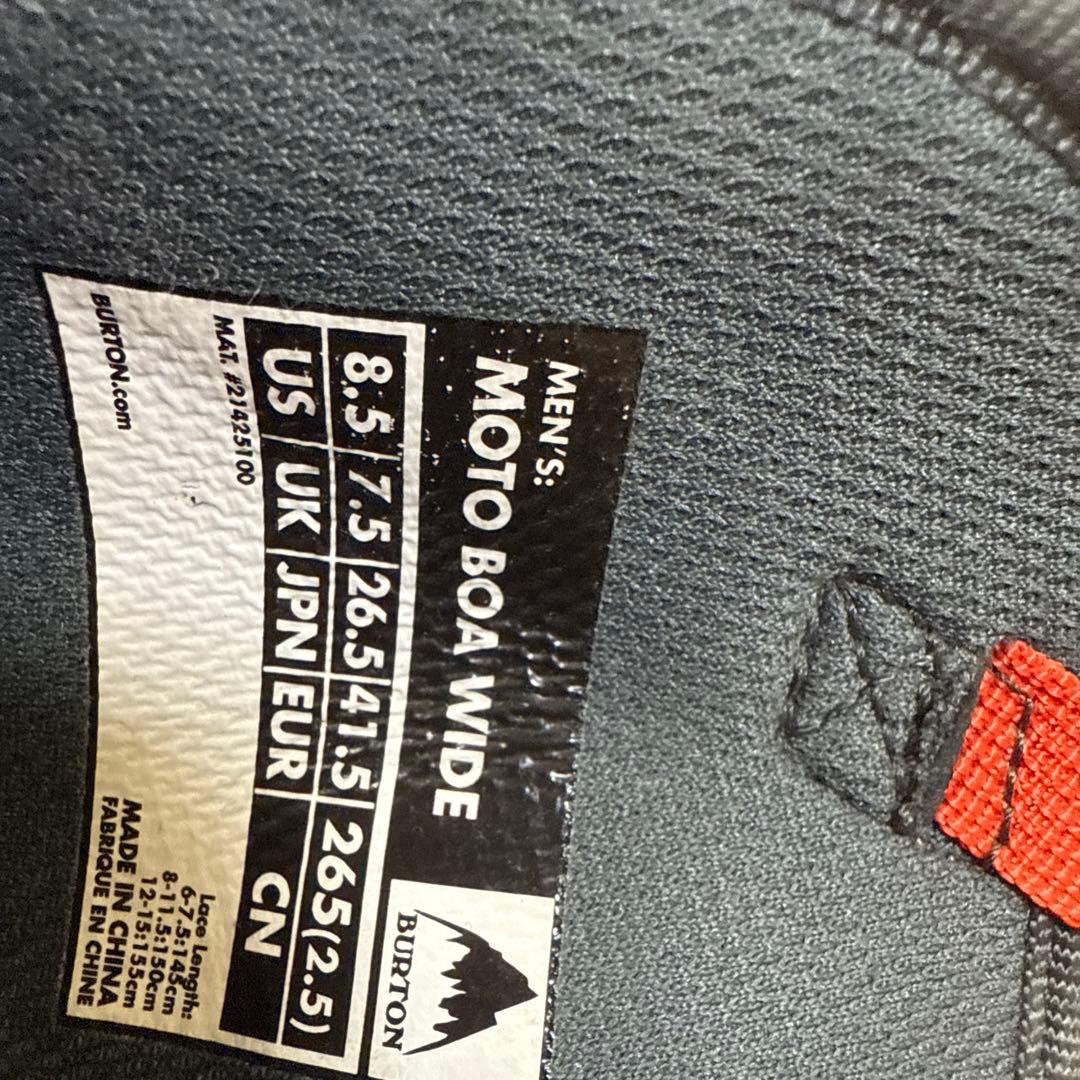 MEN'S:
MOTO BOA WIDE
BURTON
8.5 7.5 26.5 41.5 265(2.5)
US UK JPN EUR CN
MAT. #21425100
Lace Length:
6-7.5:145cm
8-11.5:150cm
12-15:155cm
MADE IN CHINA
FABRIQUE EN CHINE
BURTON.com